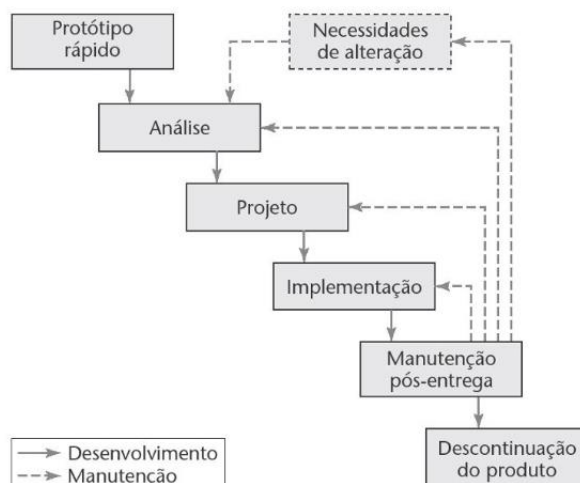 Protótipo
rápido
Necessidades
de alteração
Análise
Projeto
Implementação
Manutenção
pós-entrega
Descontinuação
do produto
Desenvolvimento
Manutenção